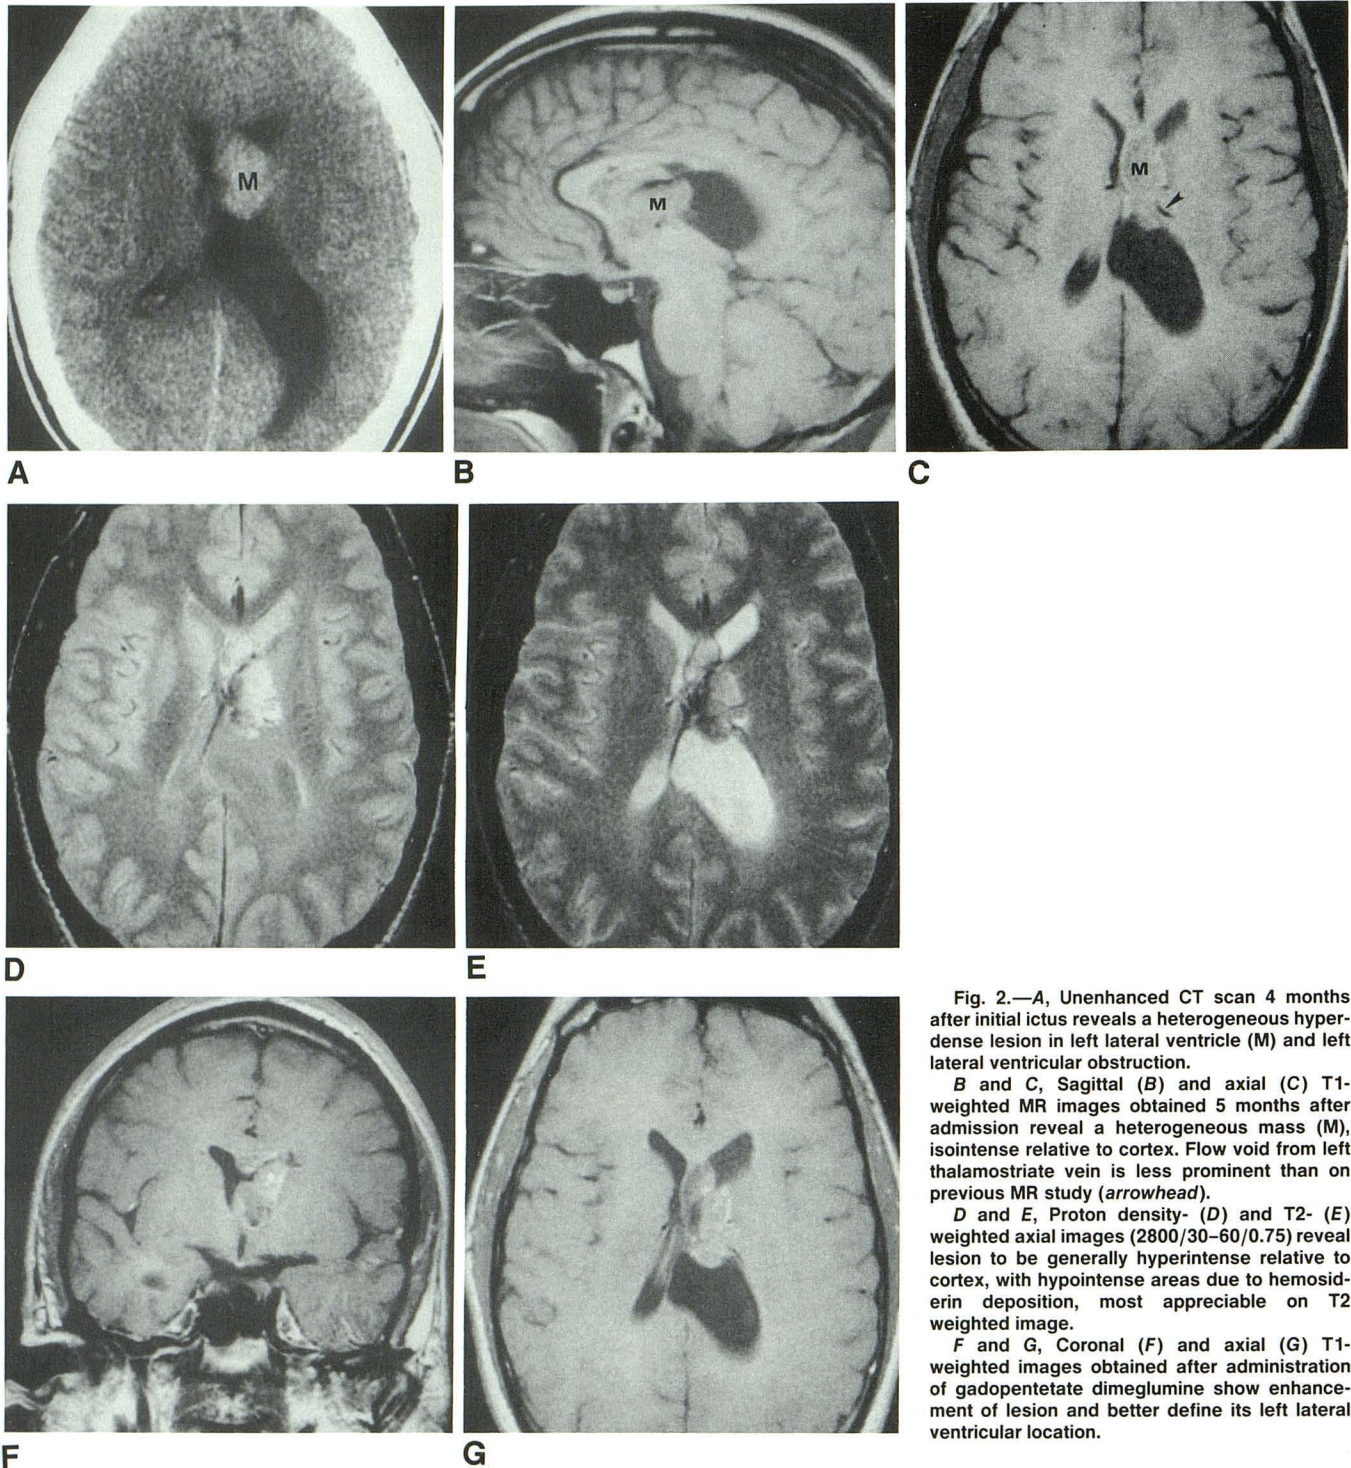 M
M
M
A
B
C
D
E
F
G
Fig. 2.—A, Unenhanced CT scan 4 months
after initial ictus reveals a heterogeneous hyper-
dense lesion in left lateral ventricle (M) and left
lateral ventricular obstruction.
B and C, Sagittal (B) and axial (C) T1-
weighted MR images obtained 5 months after
admission reveal a heterogeneous mass (M),
isointense relative to cortex. Flow void from left
thalamostriate vein is less prominent than on
previous MR study (arrowhead).
D and E, Proton density- (D) and T2- (E)
weighted axial images (2800/30–60/0.75) reveal
lesion to be generally hyperintense relative to
cortex, with hypointense areas due to hemosid-
erin deposition, most appreciable on T2
weighted image.
F and G, Coronal (F) and axial (G) T1-
weighted images obtained after administration
of gadopentetate dimeglumine show enhance-
ment of lesion and better define its left lateral
ventricular location.